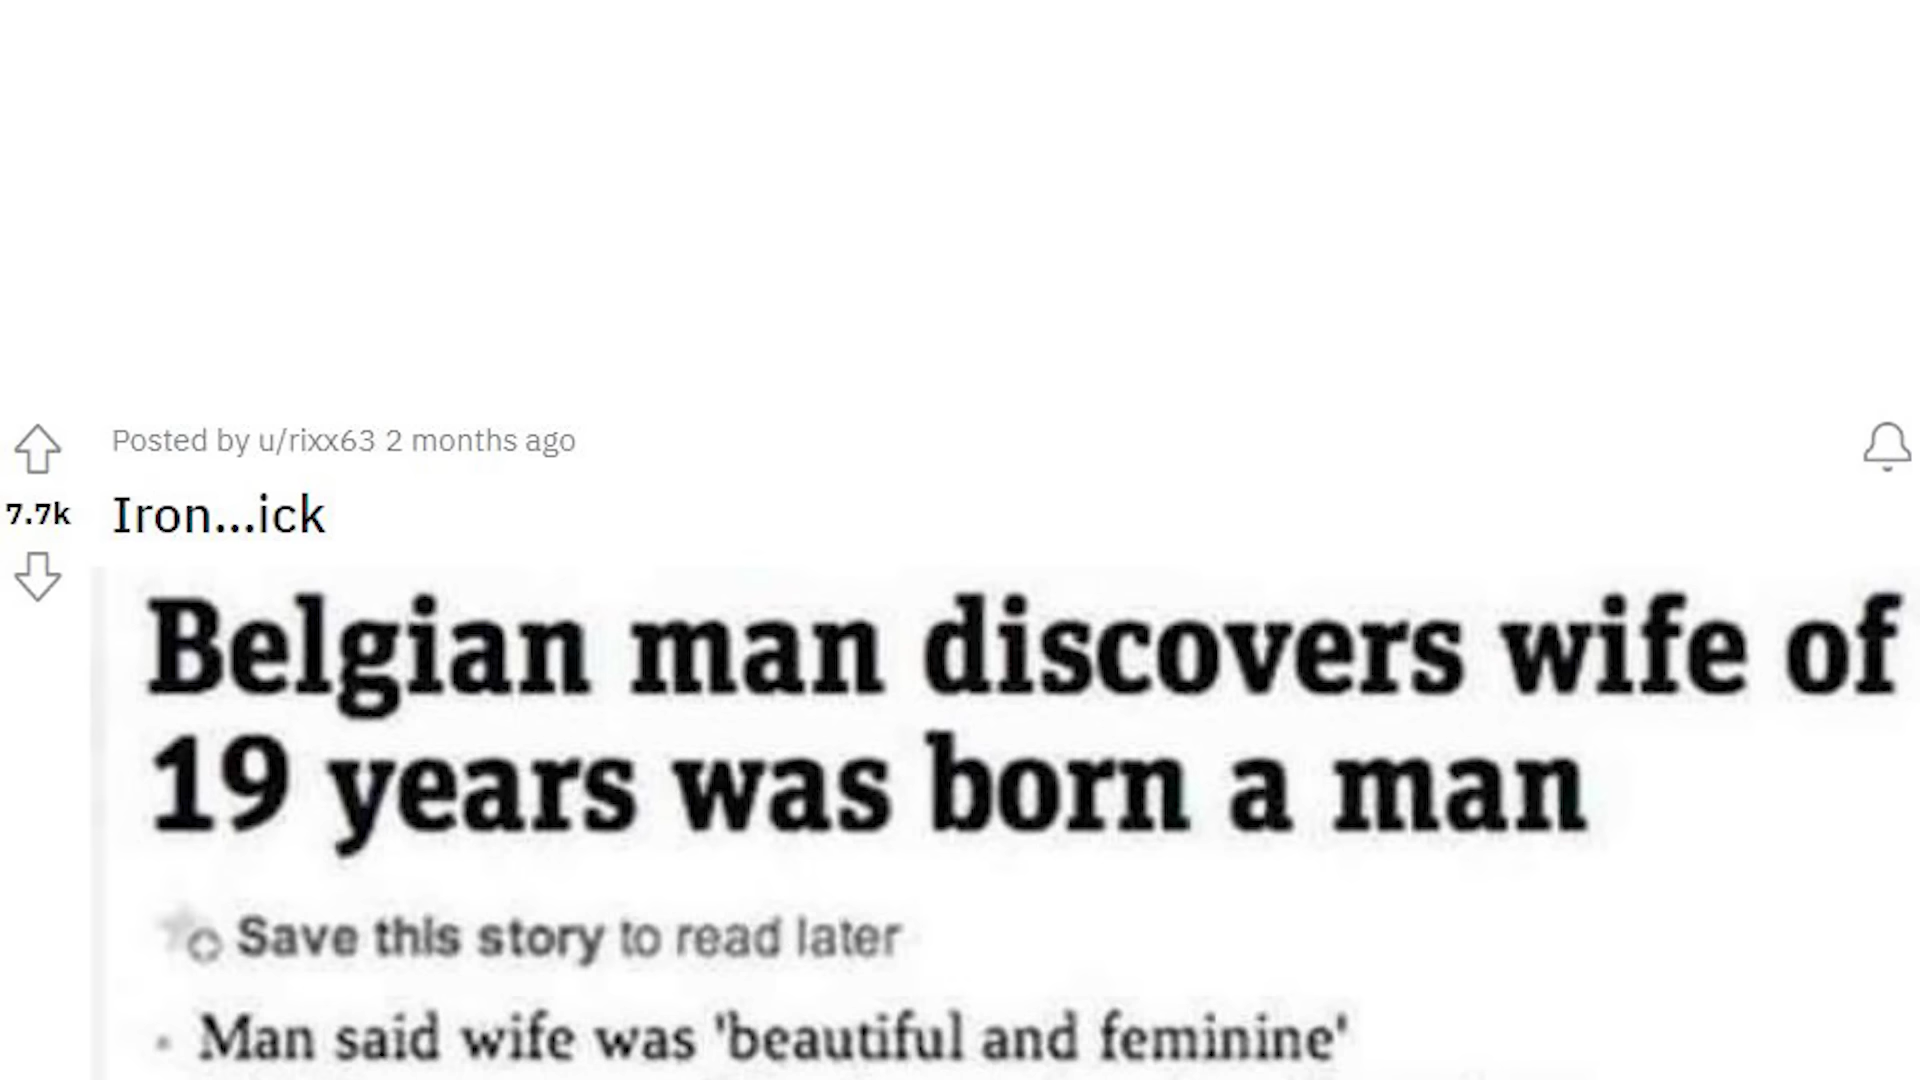 Posted by u/rixx63 2 months ago
7.7k Iron...ick
Belgian man discovers wife of
19 years was born a man
Save this story to read later
• Man said wife was 'beautiful and feminine'